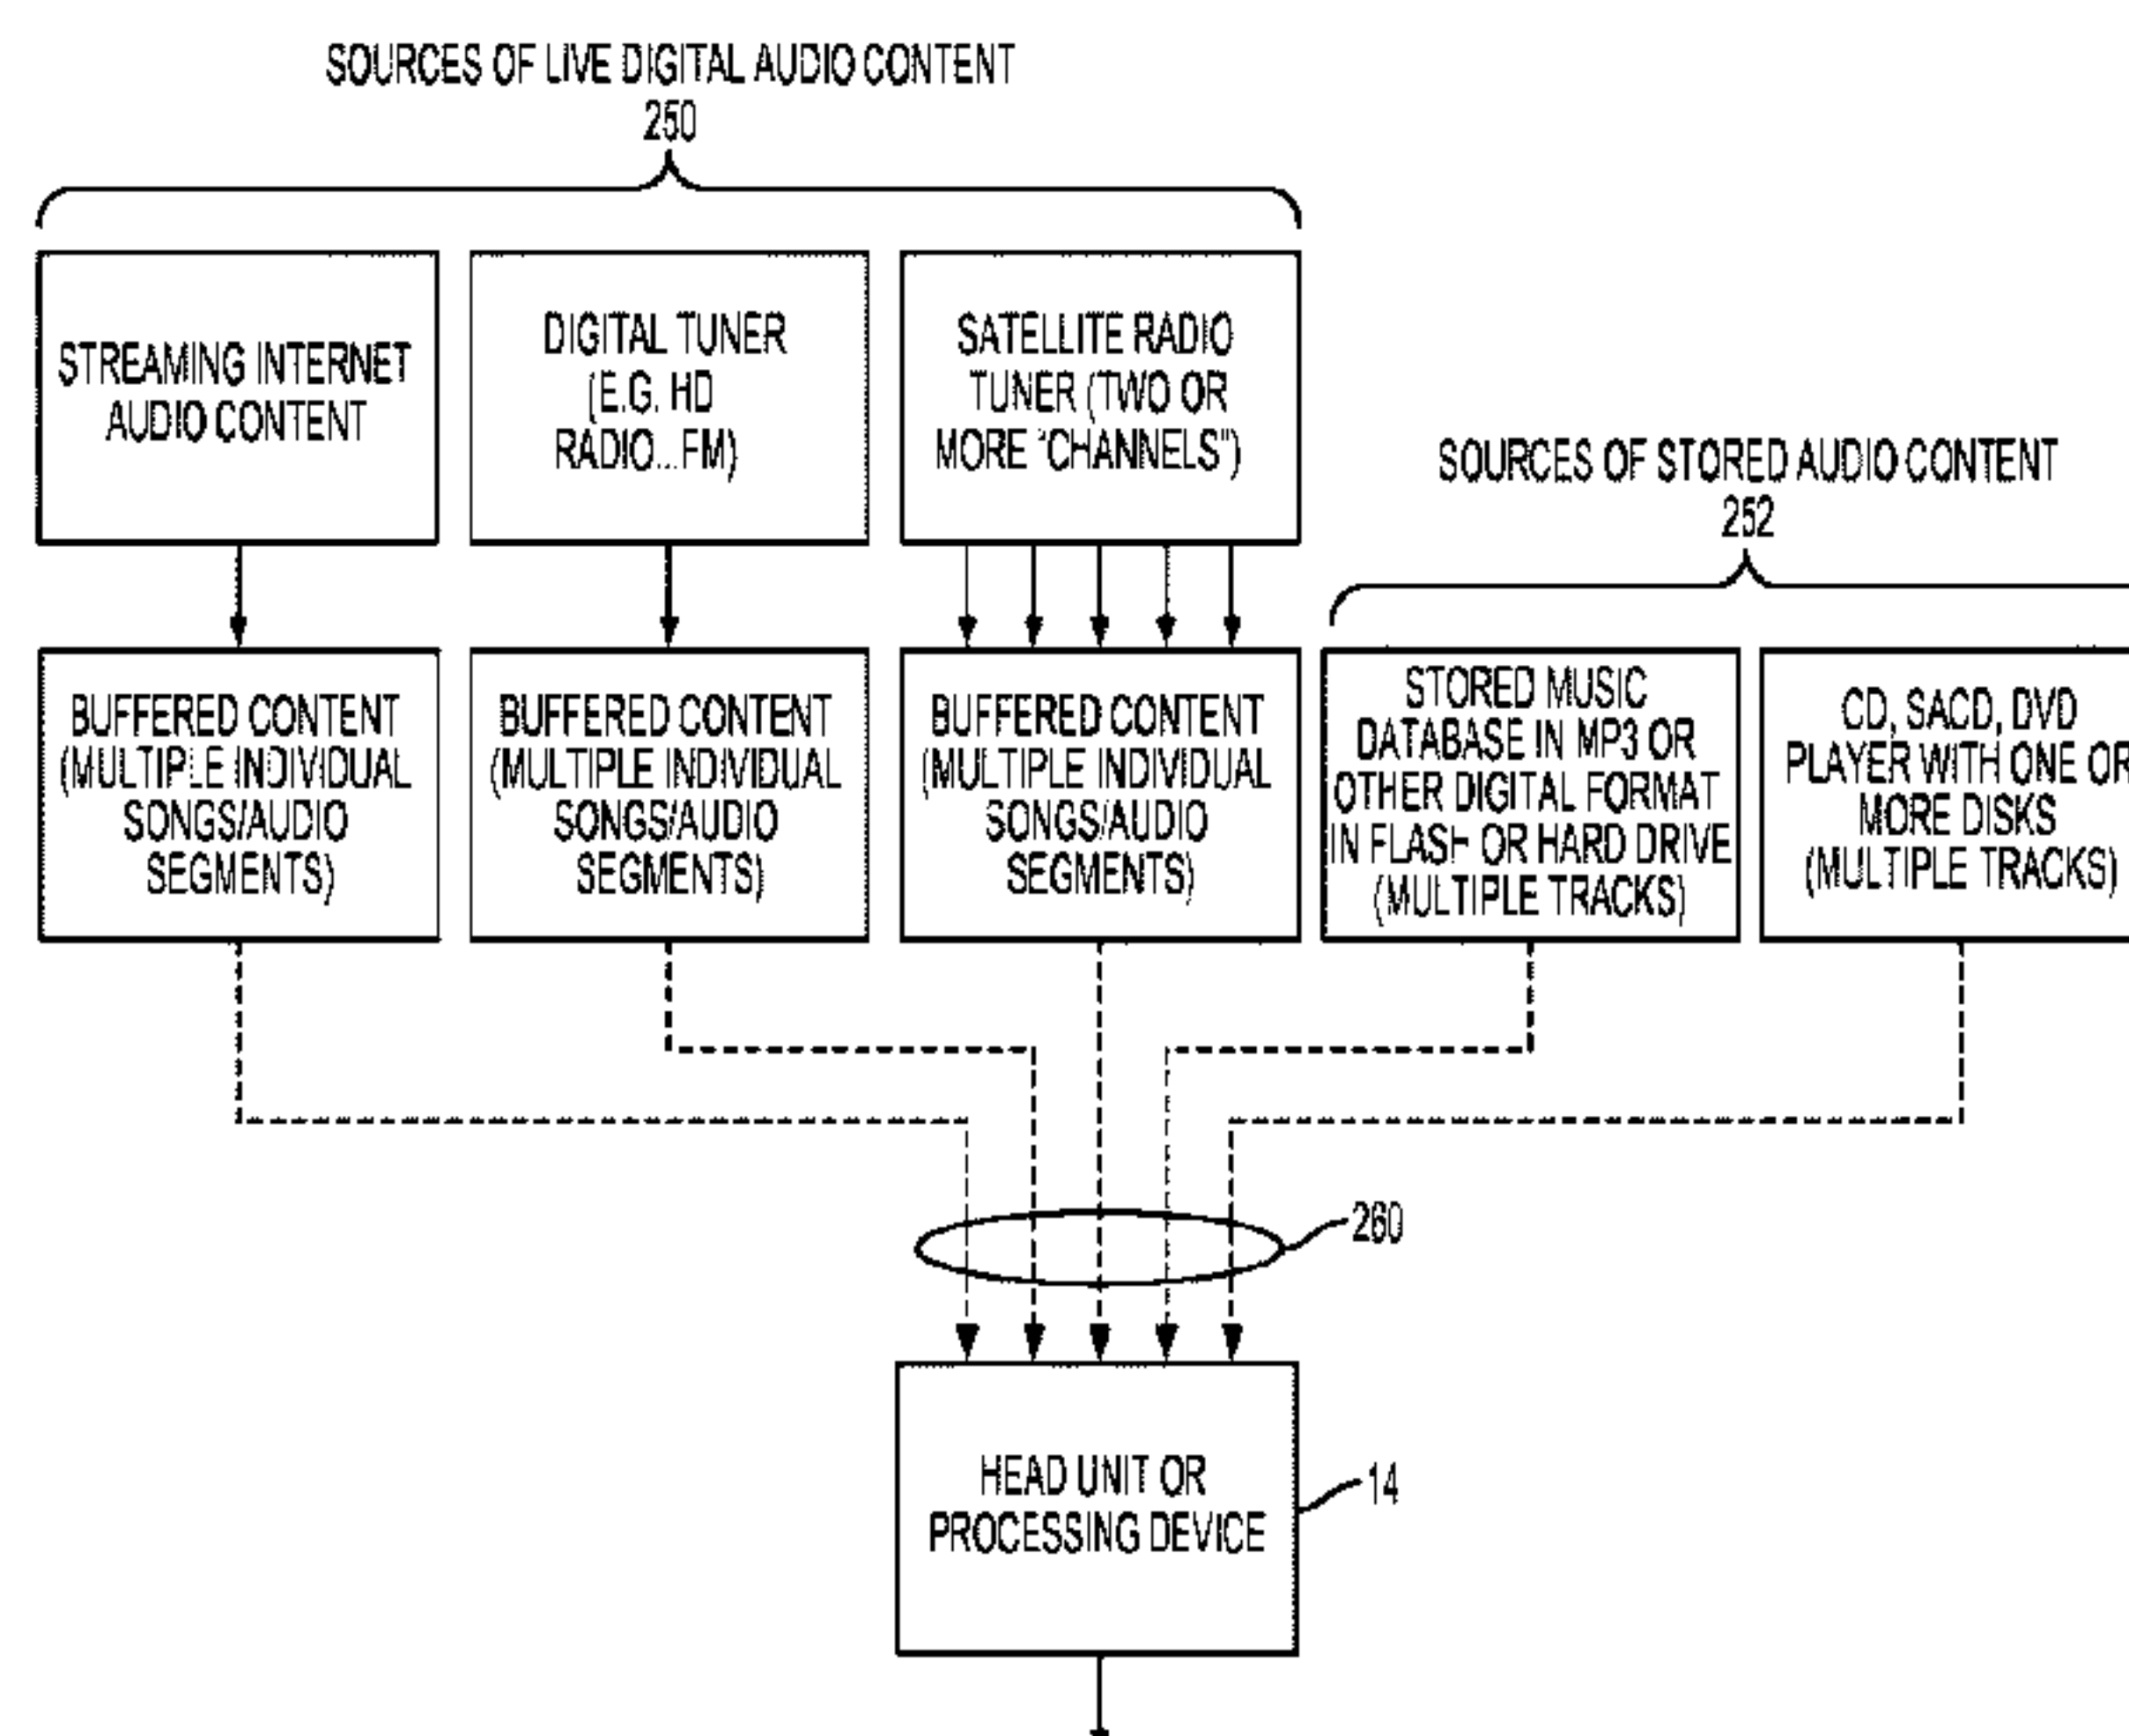 SOURCES OF LIVE DIGITAL AUDIO CONTENT
250
STREAMING INTERNET
AUDIO CONTENT
DIGITAL TUNER
(E.G. HD
RADIO...FM)
SATELLITE RADIO
TUNER (TWO OR
MORE "CHANNELS")
SOURCES OF STORED AUDIO CONTENT
252
BUFFERED CONTENT
(MULTIPLE INDIVIDUAL
SONGS/AUDIO
SEGMENTS)
BUFFERED CONTENT
(MULTIPLE INDIVIDUAL
SONGS/AUDIO
SEGMENTS)
BUFFERED CONTENT
(MULTIPLE INDIVIDUAL
SONGS/AUDIO
SEGMENTS)
STORED MUSIC
DATABASE IN MP3 OR
OTHER DIGITAL FORMAT
IN FLASH OR HARD DRIVE
(MULTIPLE TRACKS)
CD, SACD, DVD
PLAYER WITH ONE OR
MORE DISKS
(MULTIPLE TRACKS)
260
HEAD UNIT OR
PROCESSING DEVICE
14